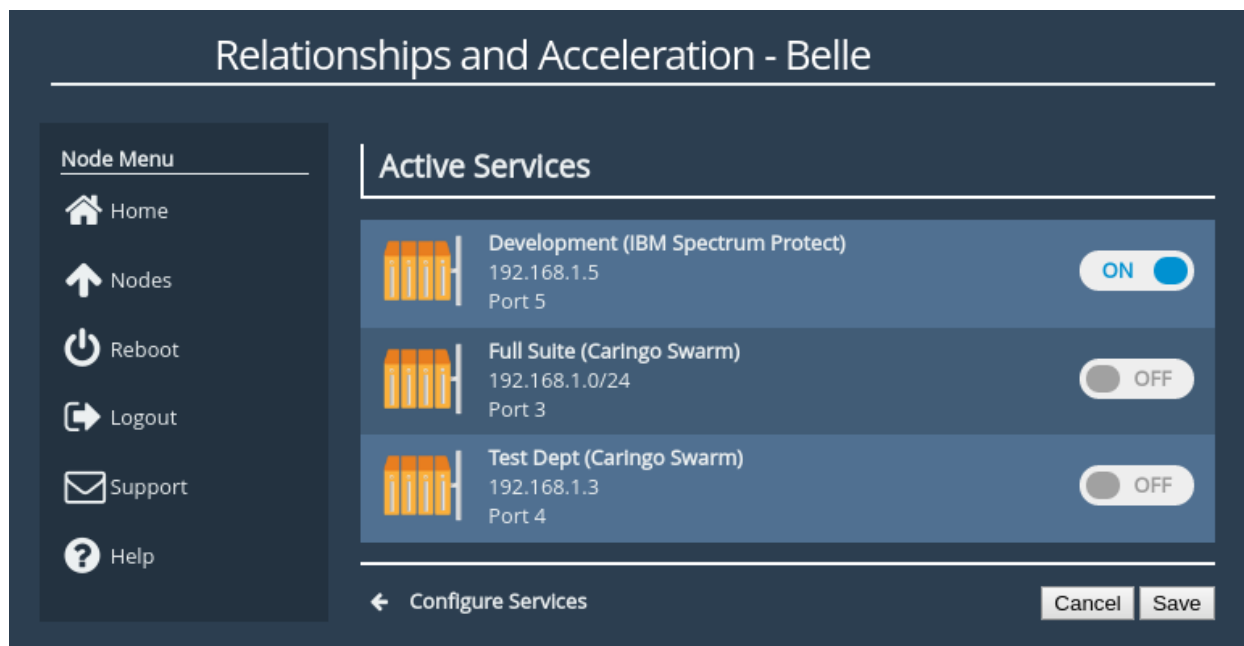 Relationships and Acceleration - Belle
Node Menu
Home
Nodes
Reboot
Logout
Support
Help
Active Services
Development (IBM Spectrum Protect)
192.168.1.5
Port 5
ON
Full Suite (Caringo Swarm)
192.168.1.0/24
Port 3
OFF
Test Dept (Caringo Swarm)
192.168.1.3
Port 4
OFF
Configure Services
Cancel Save